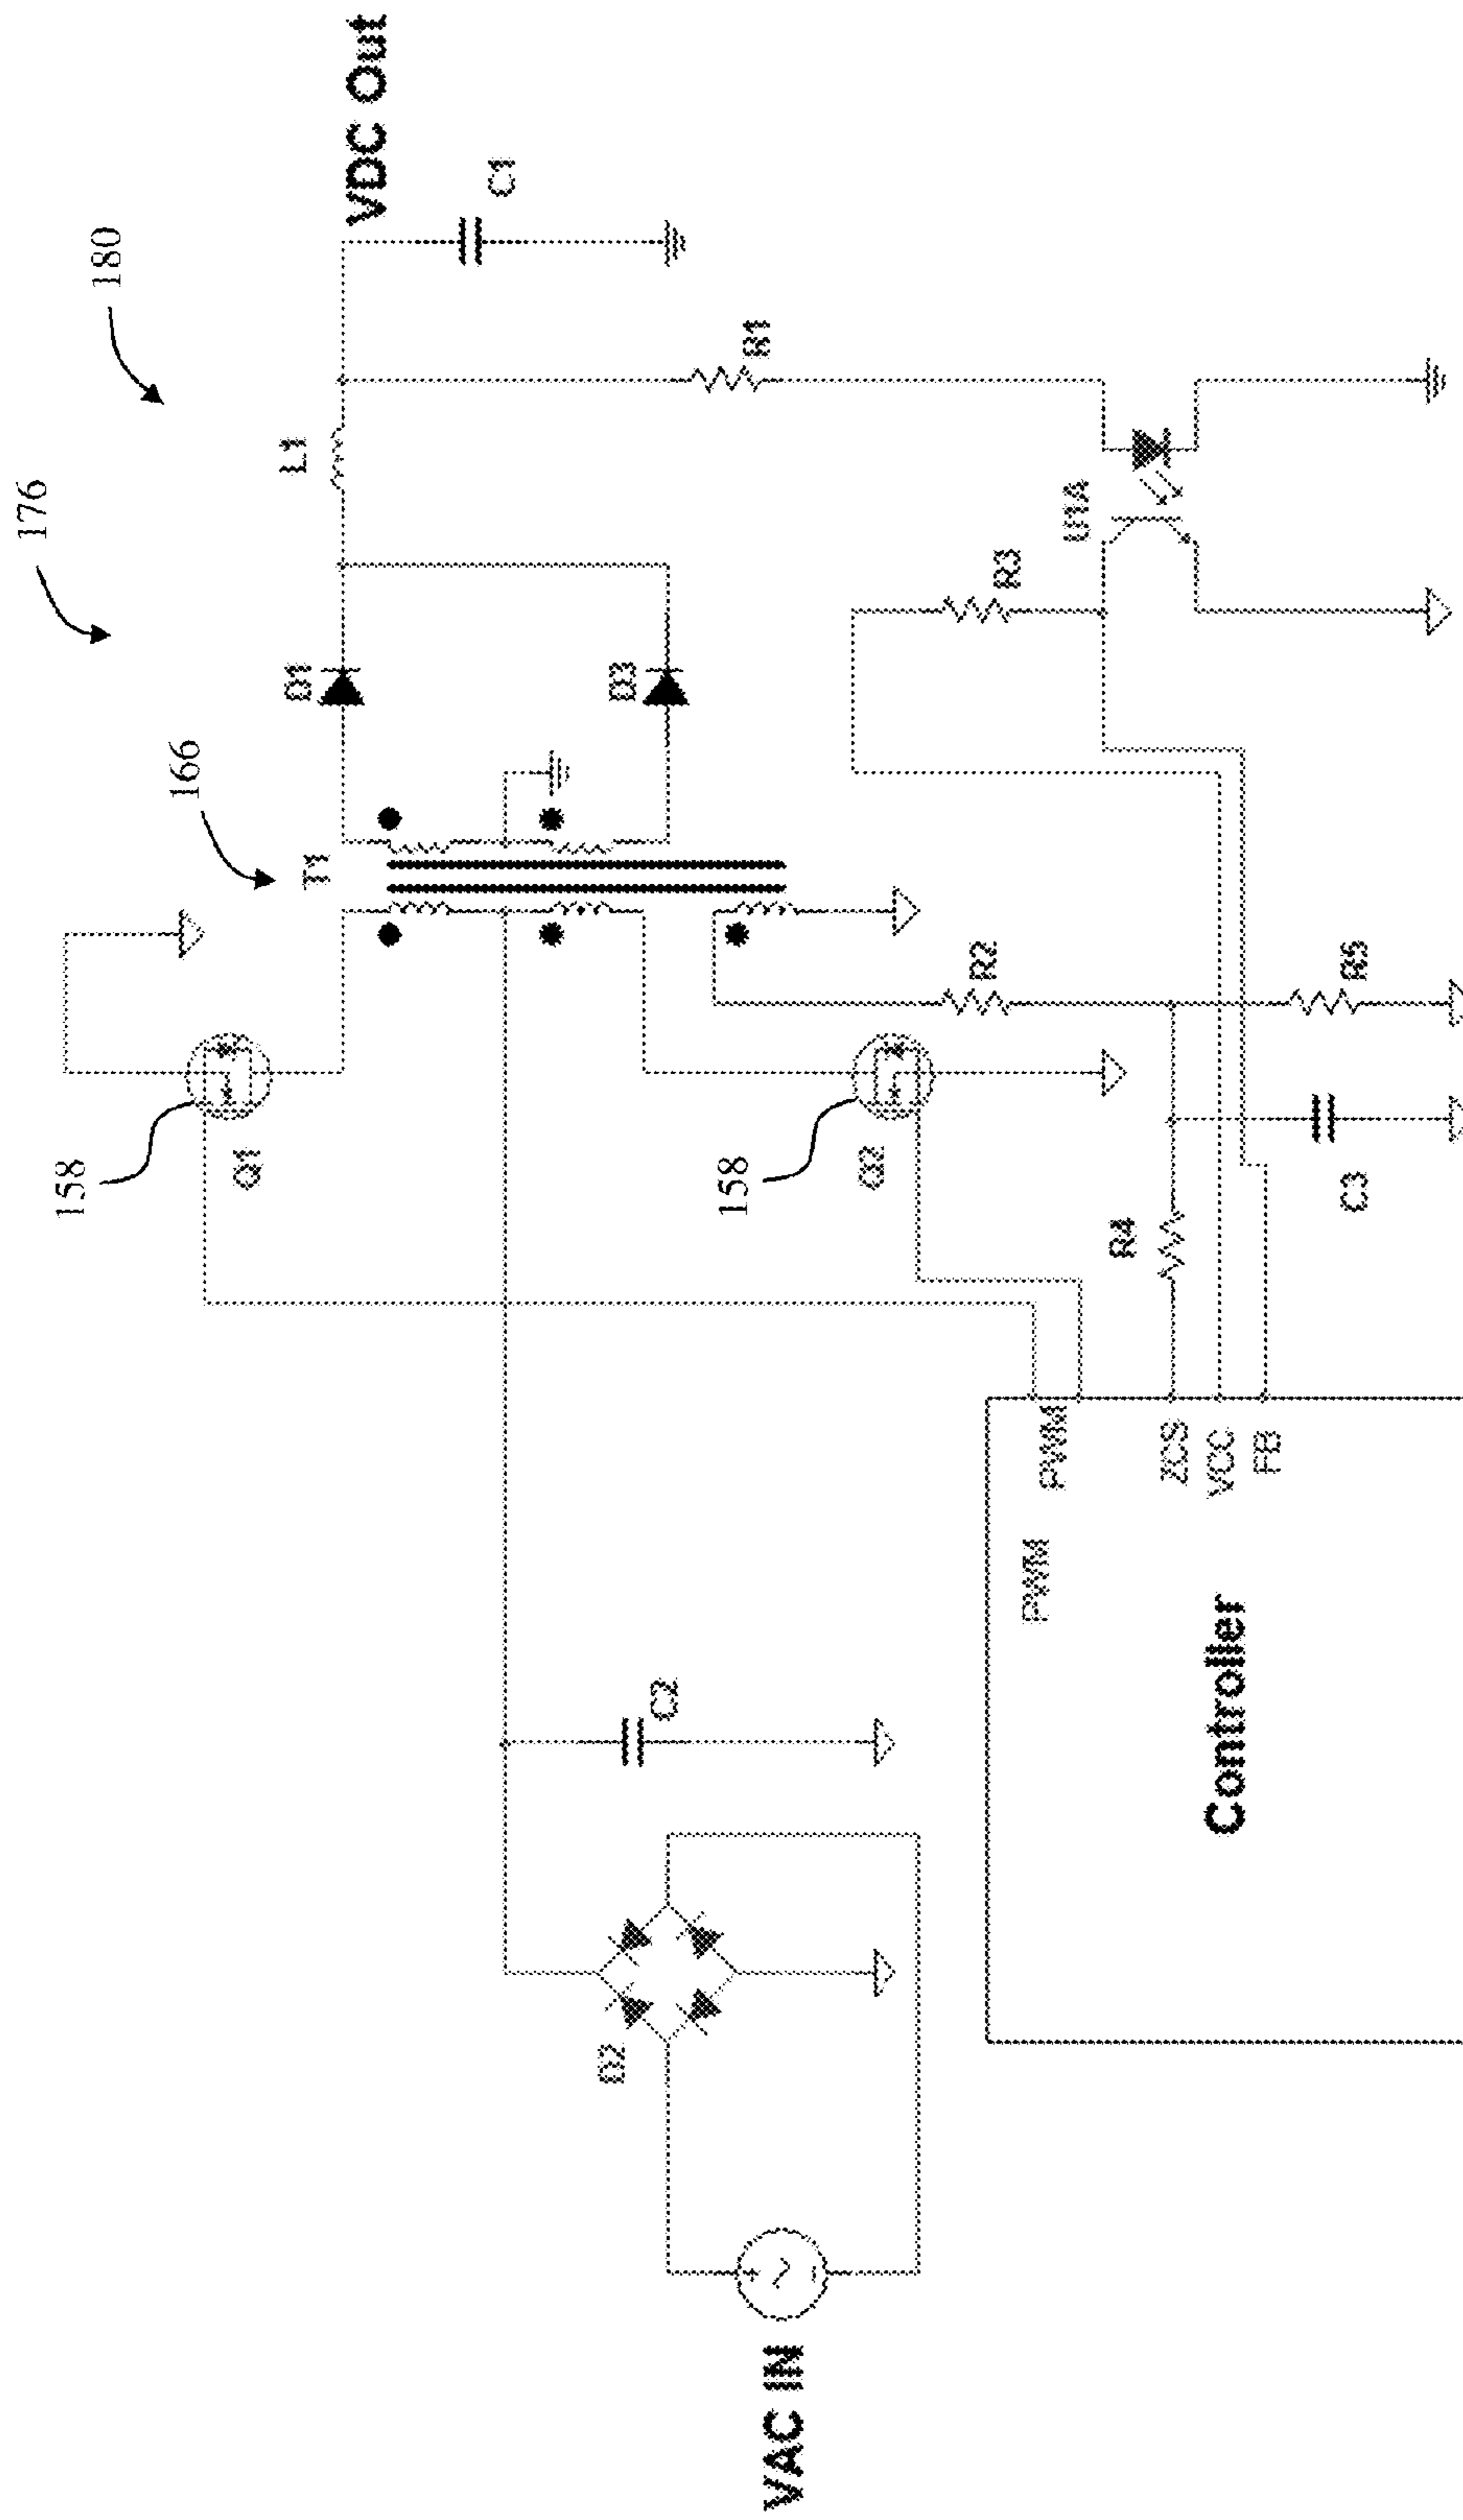 176
180
166
158
Q1
T1
D1
L1
VDC Out
C1
D3
158
Q2
R2
R3
R1
U1A
D2
C2
VAC IN
R4
R5
C3
PWM
PWM
ZCS
VCC
FB
Controller